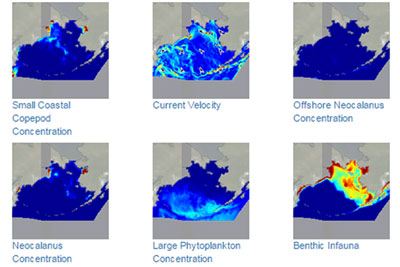 Small Coastal
Copepod
Concentration
Current Velocity
Offshore Neocalanus
Concentration
Neocalanus
Concentration
Large Phytoplankton
Concentration
Benthic Infauna